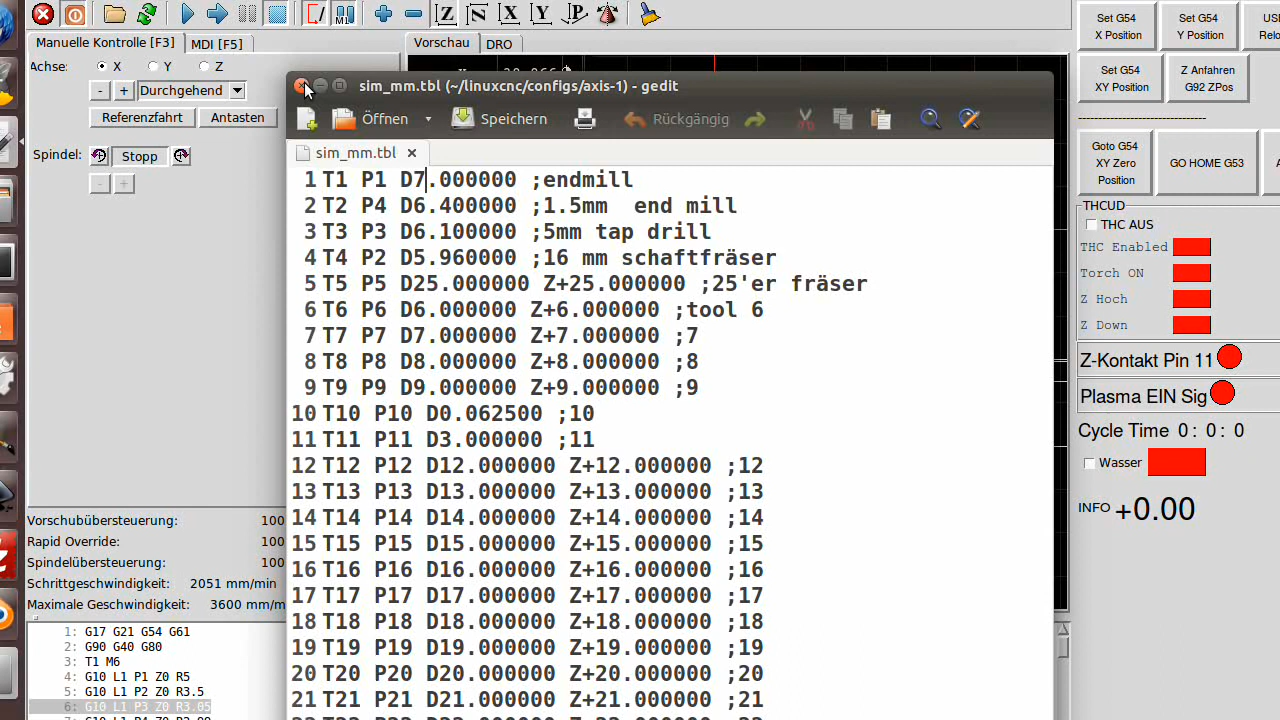 Manuelle Kontrolle [F3]
MDI [F5]
Achse:
X
Y
Z
-
+
Durchgehend
Referenzfahrt
Antasten
Spindel:
Stopp
-
+
Vorschubübersteuerung:
100
Rapid Override:
100
Spindelübersteuerung:
100
Schrittgeschwindigkeit:
2051 mm/min
Maximale Geschwindigkeit:
3600 mm/m
1: G17 G21 G54 G61
2: G90 G40 G80
3: T1 M6
4: G10 L1 P1 Z0 R5
5: G10 L1 P2 Z0 R3.5
6: G10 L1 P3 Z0 R3.05
M1
Z
N
X
Y
P
Vorschau
DRO
sim_mm.tbl (~/linuxcnc/configs/axis-1) - gedit
Öffnen
Speichern
Rückgängig
sim_mm.tbl
1 T1 P1 D7.000000 ;endmill
2 T2 P4 D6.400000 ;1.5mm  end mill
3 T3 P3 D6.100000 ;5mm tap drill
4 T4 P2 D5.960000 ;16 mm schaftfräser
5 T5 P5 D25.000000 Z+25.000000 ;25'er fräser
6 T6 P6 D6.000000 Z+6.000000 ;tool 6
7 T7 P7 D7.000000 Z+7.000000 ;7
8 T8 P8 D8.000000 Z+8.000000 ;8
9 T9 P9 D9.000000 Z+9.000000 ;9
10 T10 P10 D0.062500 ;10
11 T11 P11 D3.000000 ;11
12 T12 P12 D12.000000 Z+12.000000 ;12
13 T13 P13 D13.000000 Z+13.000000 ;13
14 T14 P14 D14.000000 Z+14.000000 ;14
15 T15 P15 D15.000000 Z+15.000000 ;15
16 T16 P16 D16.000000 Z+16.000000 ;16
17 T17 P17 D17.000000 Z+17.000000 ;17
18 T18 P18 D18.000000 Z+18.000000 ;18
19 T19 P19 D19.000000 Z+19.000000 ;19
20 T20 P20 D20.000000 Z+20.000000 ;20
21 T21 P21 D21.000000 Z+21.000000 ;21
Set G54
X Position
Set G54
Y Position
Set G54
XY Position
Z Anfahren
G92 ZPos
Goto G54
XY Zero
Position
GO HOME G53
THCUD
THC AUS
THC Enabled
Torch ON
Z Hoch
Z Down
Z-Kontakt Pin 11
Plasma EIN Sig
Cycle Time 0: 0: 0
Wasser
INFO +0.00